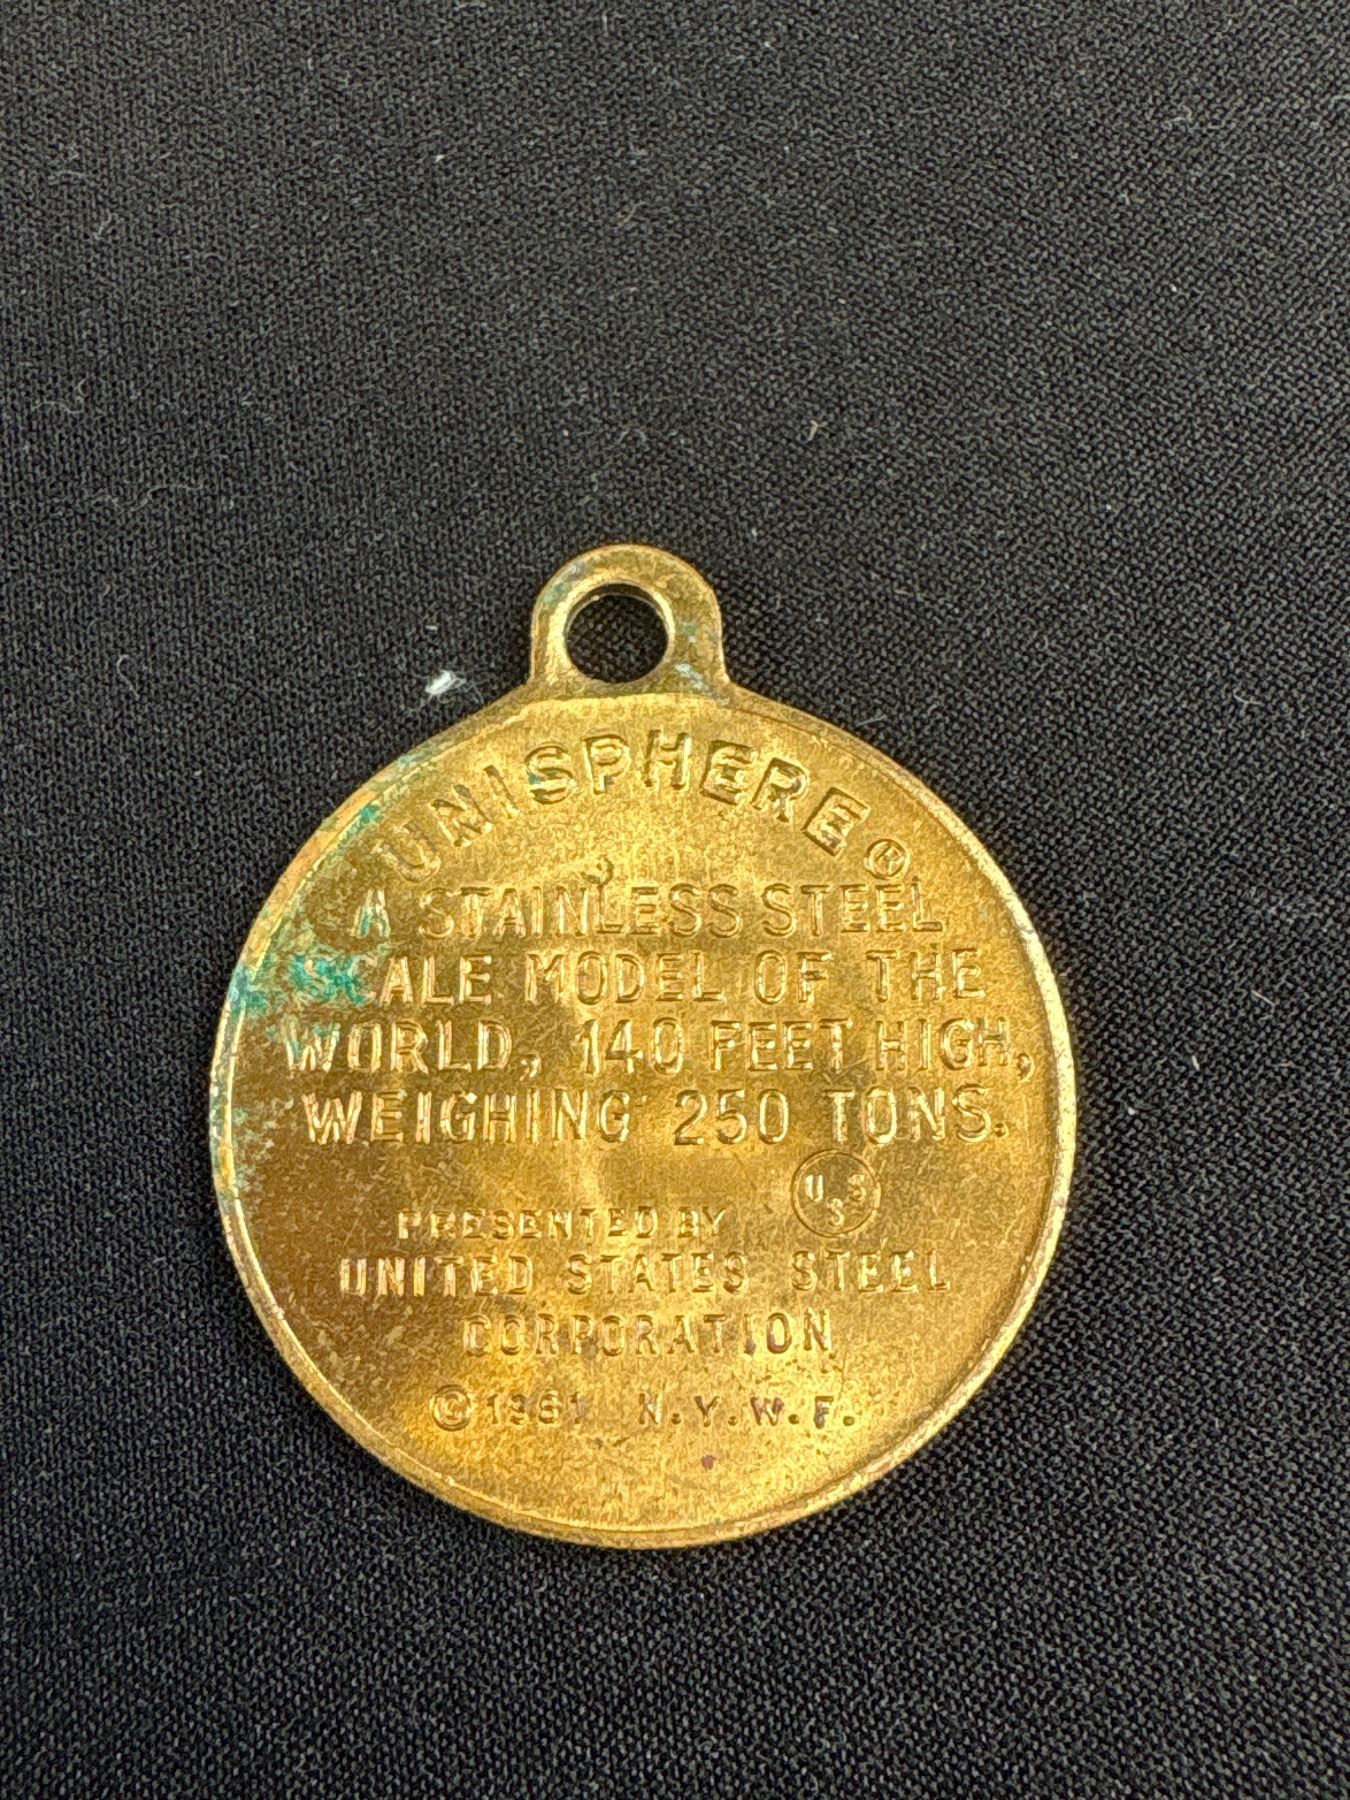 UNISPHERE ®
A STAINLESS STEEL
SCALE MODEL OF THE
WORLD, 140 FEET HIGH,
WEIGHING 250 TONS.
USS
PRESENTED BY
UNITED STATES STEEL
CORPORATION
© 1961 N.Y.W.F.